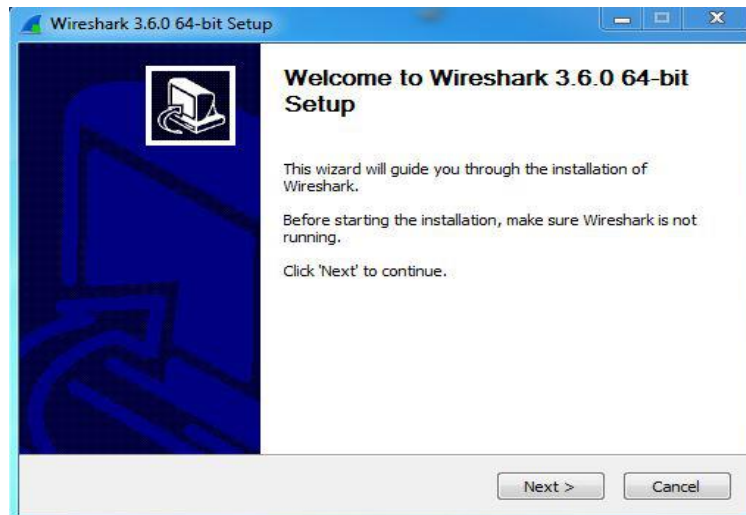 Wireshark 3.6.0 64-bit Setup
Welcome to Wireshark 3.6.0 64-bit
Setup
This wizard will guide you through the installation of
Wireshark.
Before starting the installation, make sure Wireshark is not
running.
Click 'Next' to continue.
Next >
Cancel